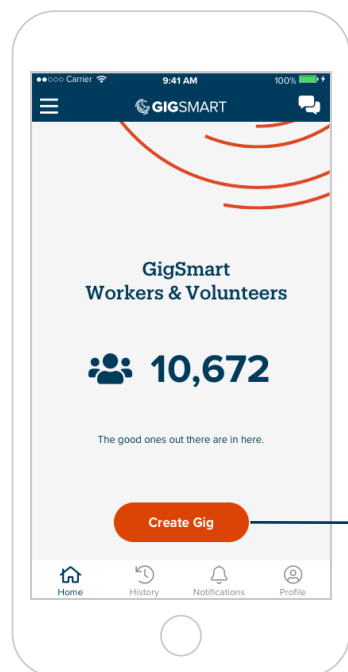 Carrier 9:41 AM 100%
GIGSMART
GigSmart
Workers & Volunteers
10,672
The good ones out there are in here.
Create Gig
Home History Notifications Profile